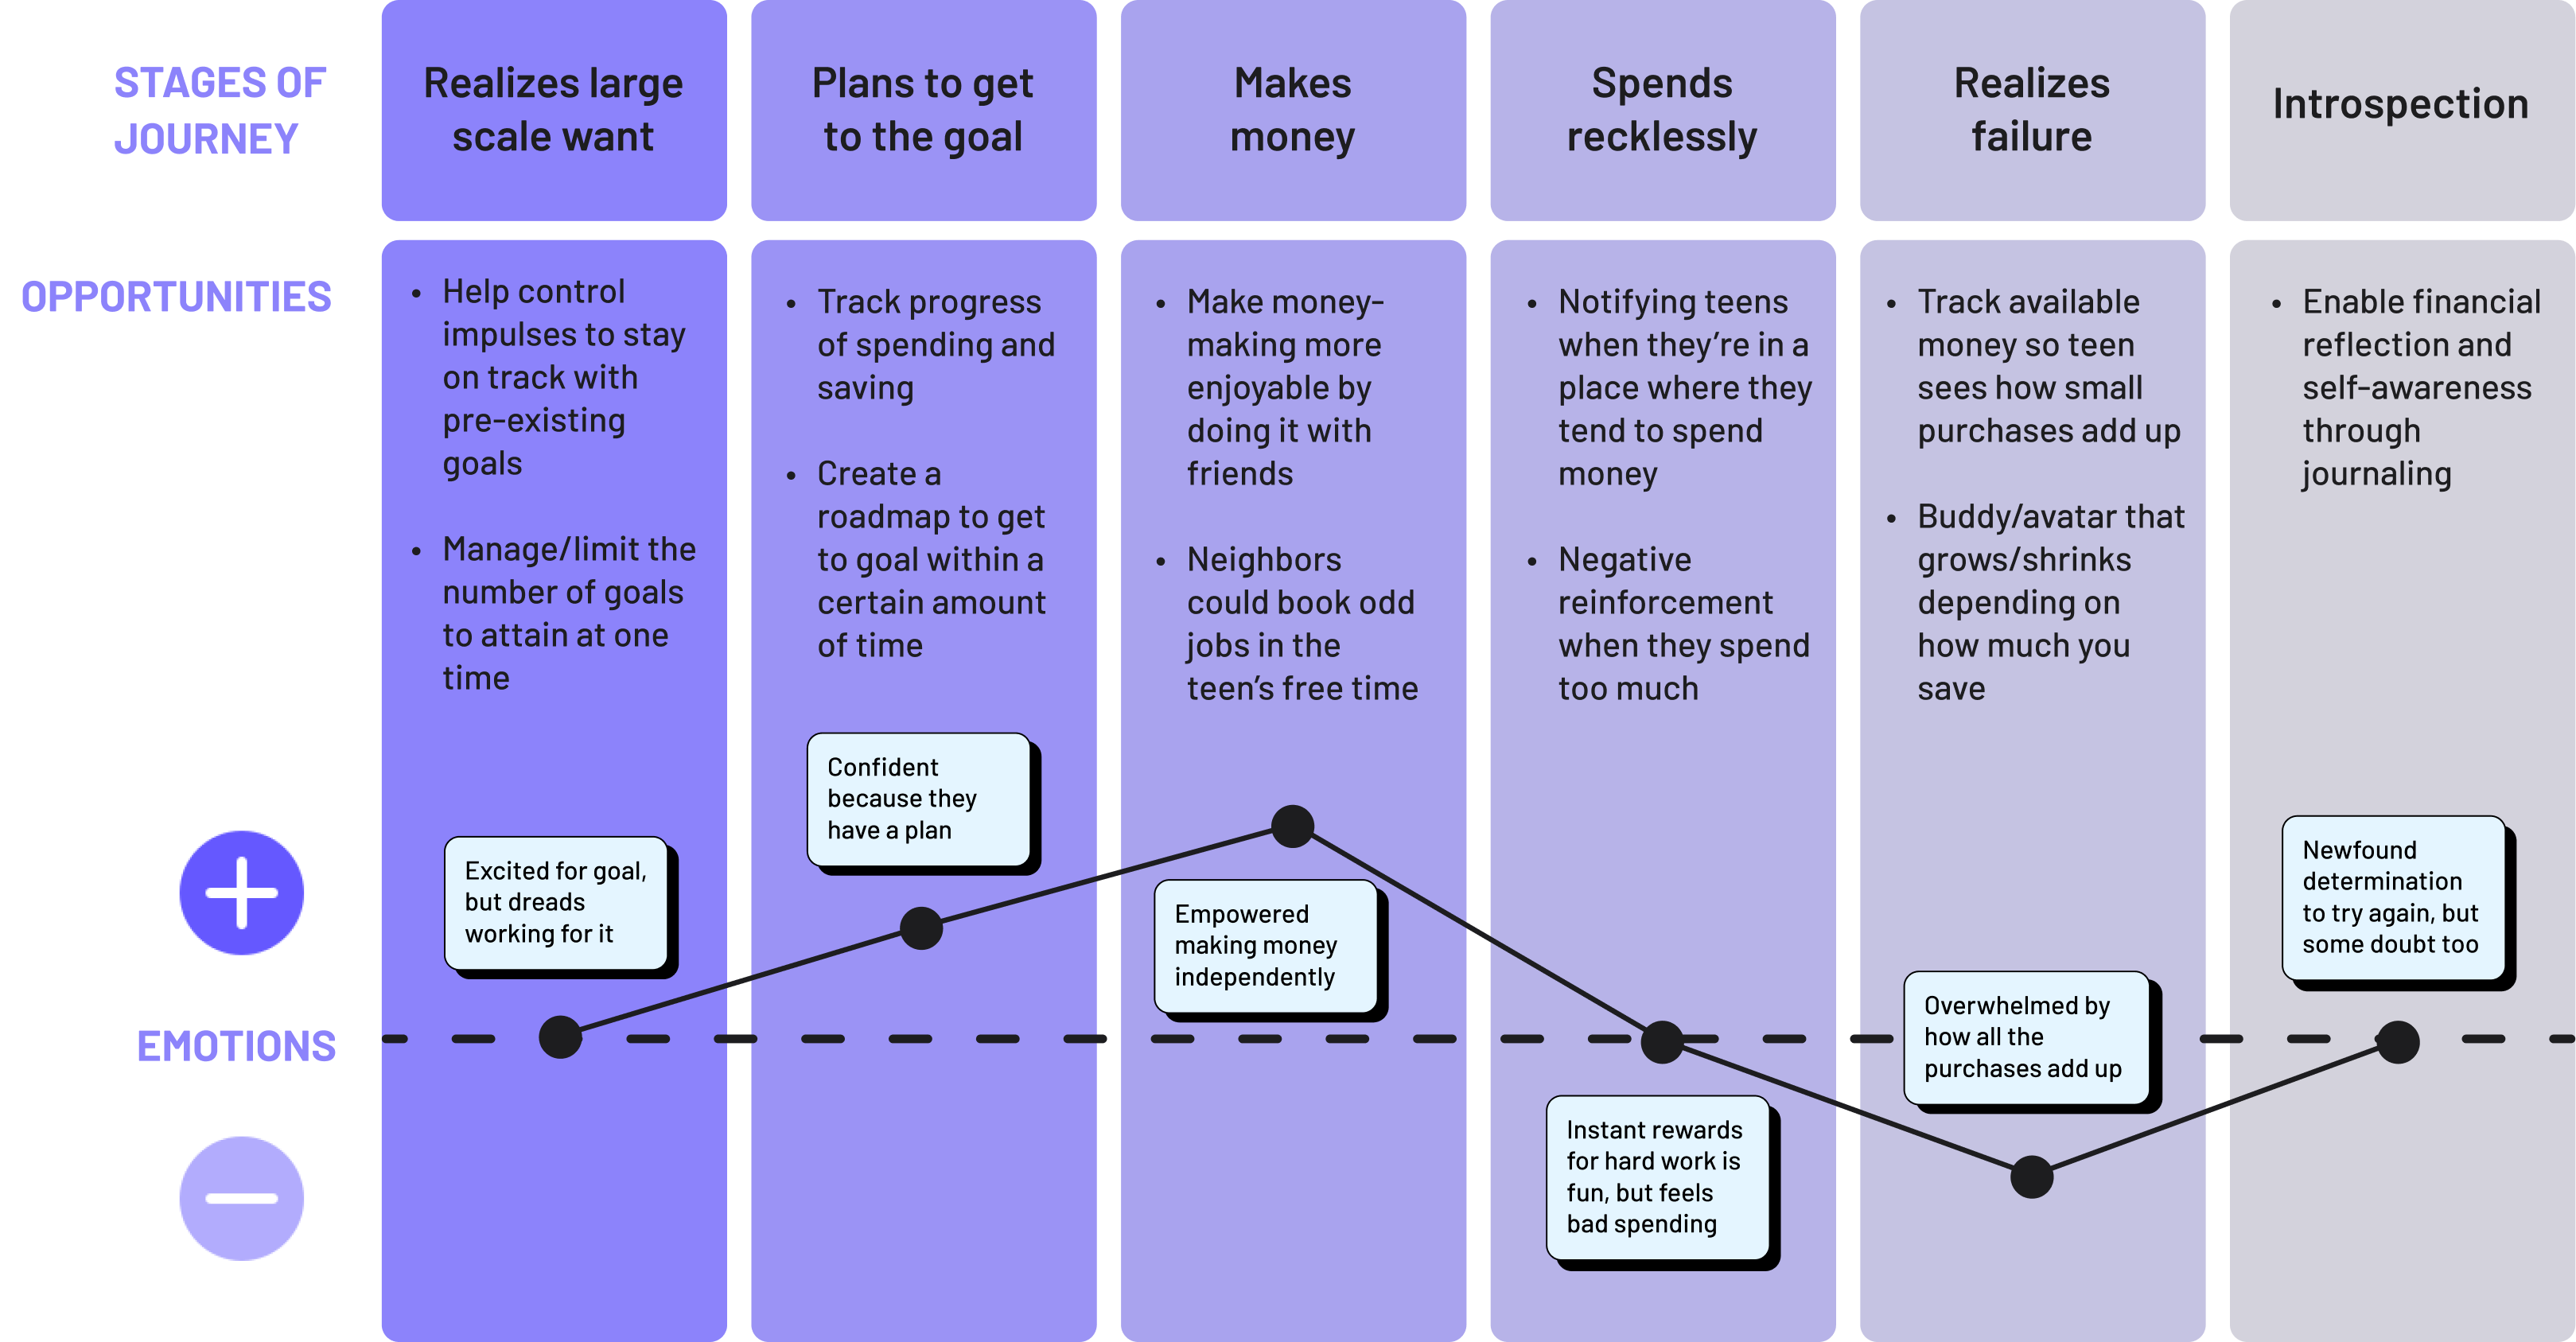 STAGES OF
JOURNEY
Realizes large
scale want
Plans to get
to the goal
Makes
money
Spends
recklessly
Realizes
failure
Introspection
OPPORTUNITIES
• Help control
impulses to stay
on track with
pre-existing
goals
• Manage/limit the
number of goals
to attain at one
time
• Track progress
of spending and
saving
• Create a
roadmap to get
to goal within a
certain amount
of time
• Make money-
making more
enjoyable by
doing it with
friends
• Neighbors
could book odd
jobs in the
teen’s free time
• Notifying teens
when they’re in a
place where they
tend to spend
money
• Negative
reinforcement
when they spend
too much
• Track available
money so teen
sees how small
purchases add up
• Buddy/avatar that
grows/shrinks
depending on
how much you
save
• Enable financial
reflection and
self-awareness
through
journaling
EMOTIONS
Excited for goal,
but dreads
working for it
Confident
because they
have a plan
Empowered
making money
independently
Instant rewards
for hard work is
fun, but feels
bad spending
Overwhelmed by
how all the
purchases add up
Newfound
determination
to try again, but
some doubt too